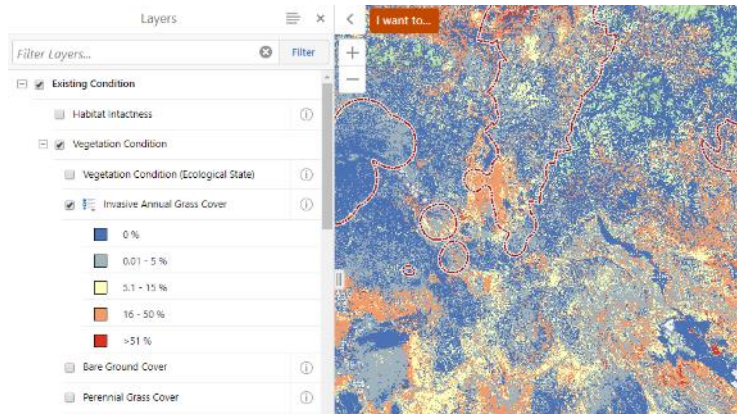 Layers
I want to...
Filter Layers...
Filter
Existing Condition
Habitat Intactness
Vegetation Condition
Vegetation Condition (Ecological State)
Invasive Annual Grass Cover
0 %
0.01 - 5 %
5.1 - 15 %
16 - 50 %
>51 %
Bare Ground Cover
Perennial Grass Cover